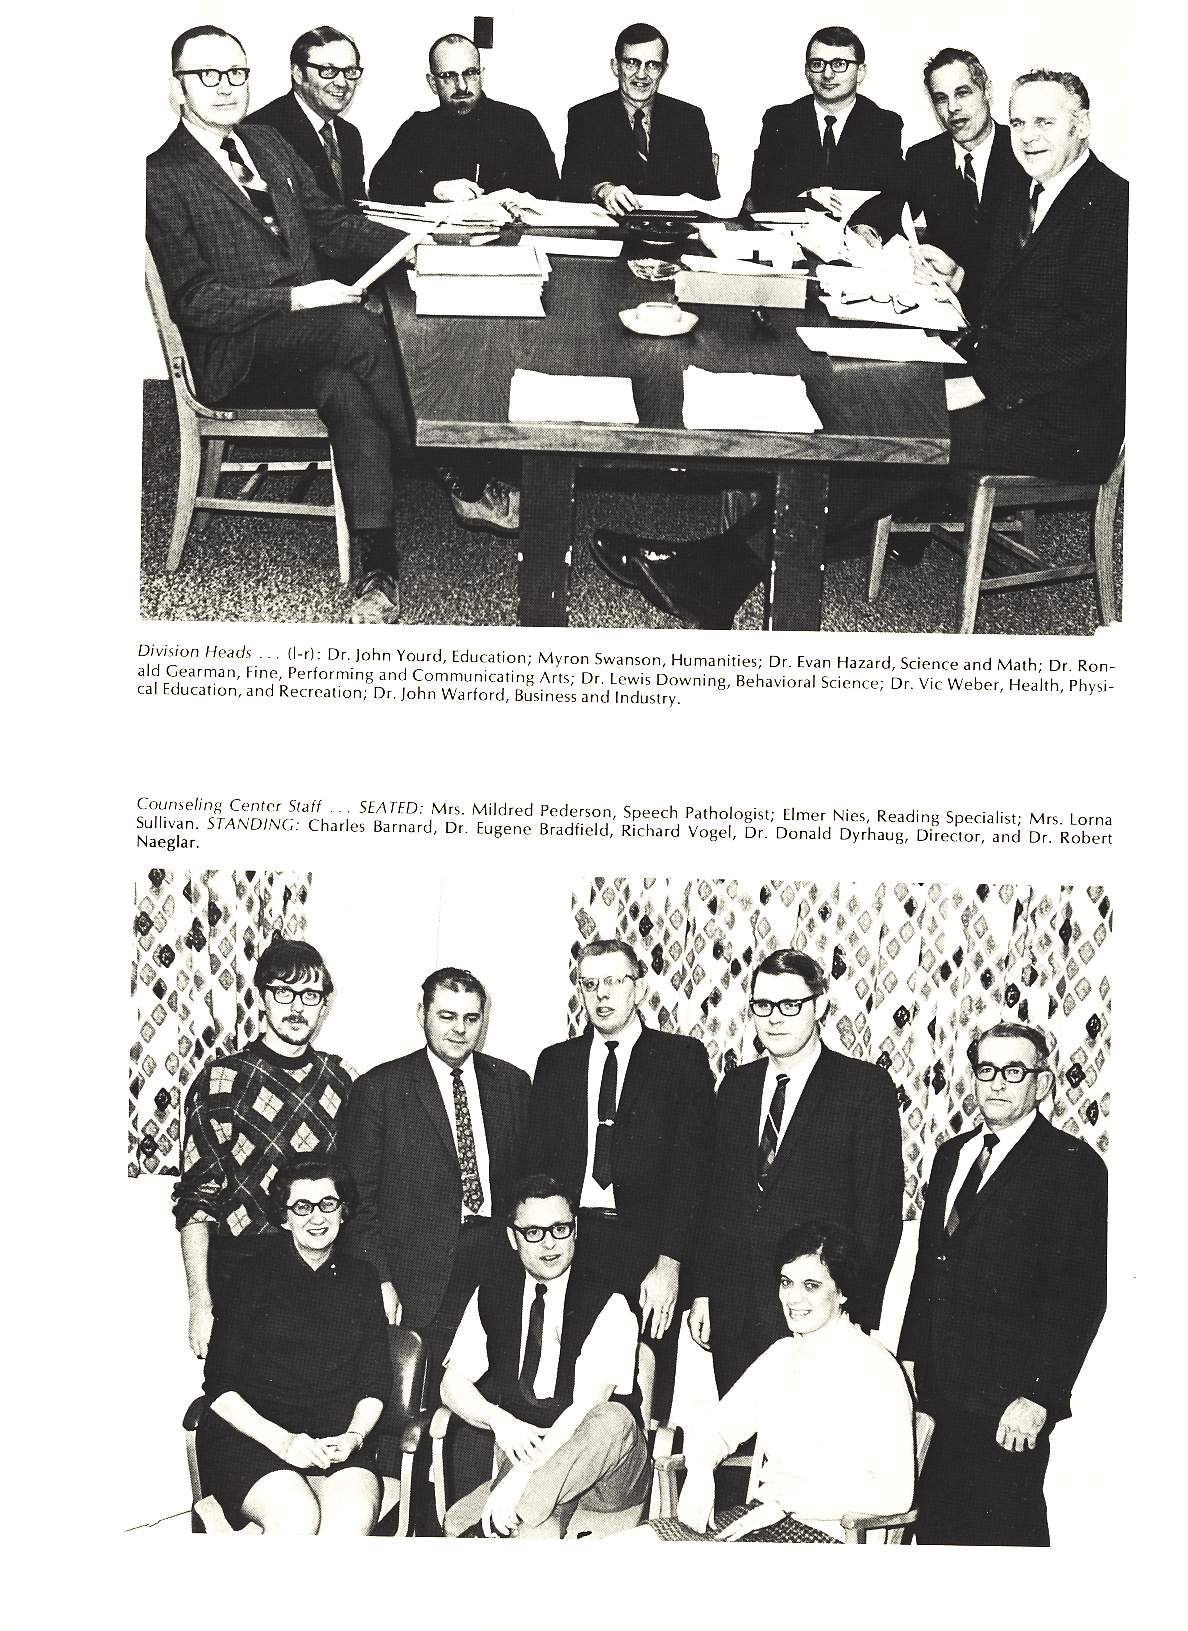 Division Heads . . . (l-r): Dr. John Yourd, Education; Myron Swanson, Humanities; Dr. Evan Hazard, Science and Math; Dr. Ron-
ald Gearman, Fine, Performing and Communicating Arts; Dr. Lewis Downing, Behavioral Science; Dr. Vic Weber, Health, Physi-
cal Education, and Recreation; Dr. John Warford, Business and Industry.
Counseling Center Staff . . . SEATED: Mrs. Mildred Pederson, Speech Pathologist; Elmer Nies, Reading Specialist; Mrs. Lorna
Sullivan. STANDING: Charles Barnard, Dr. Eugene Bradfield, Richard Vogel, Dr. Donald Dyrhaug, Director, and Dr. Robert
Naeglar.